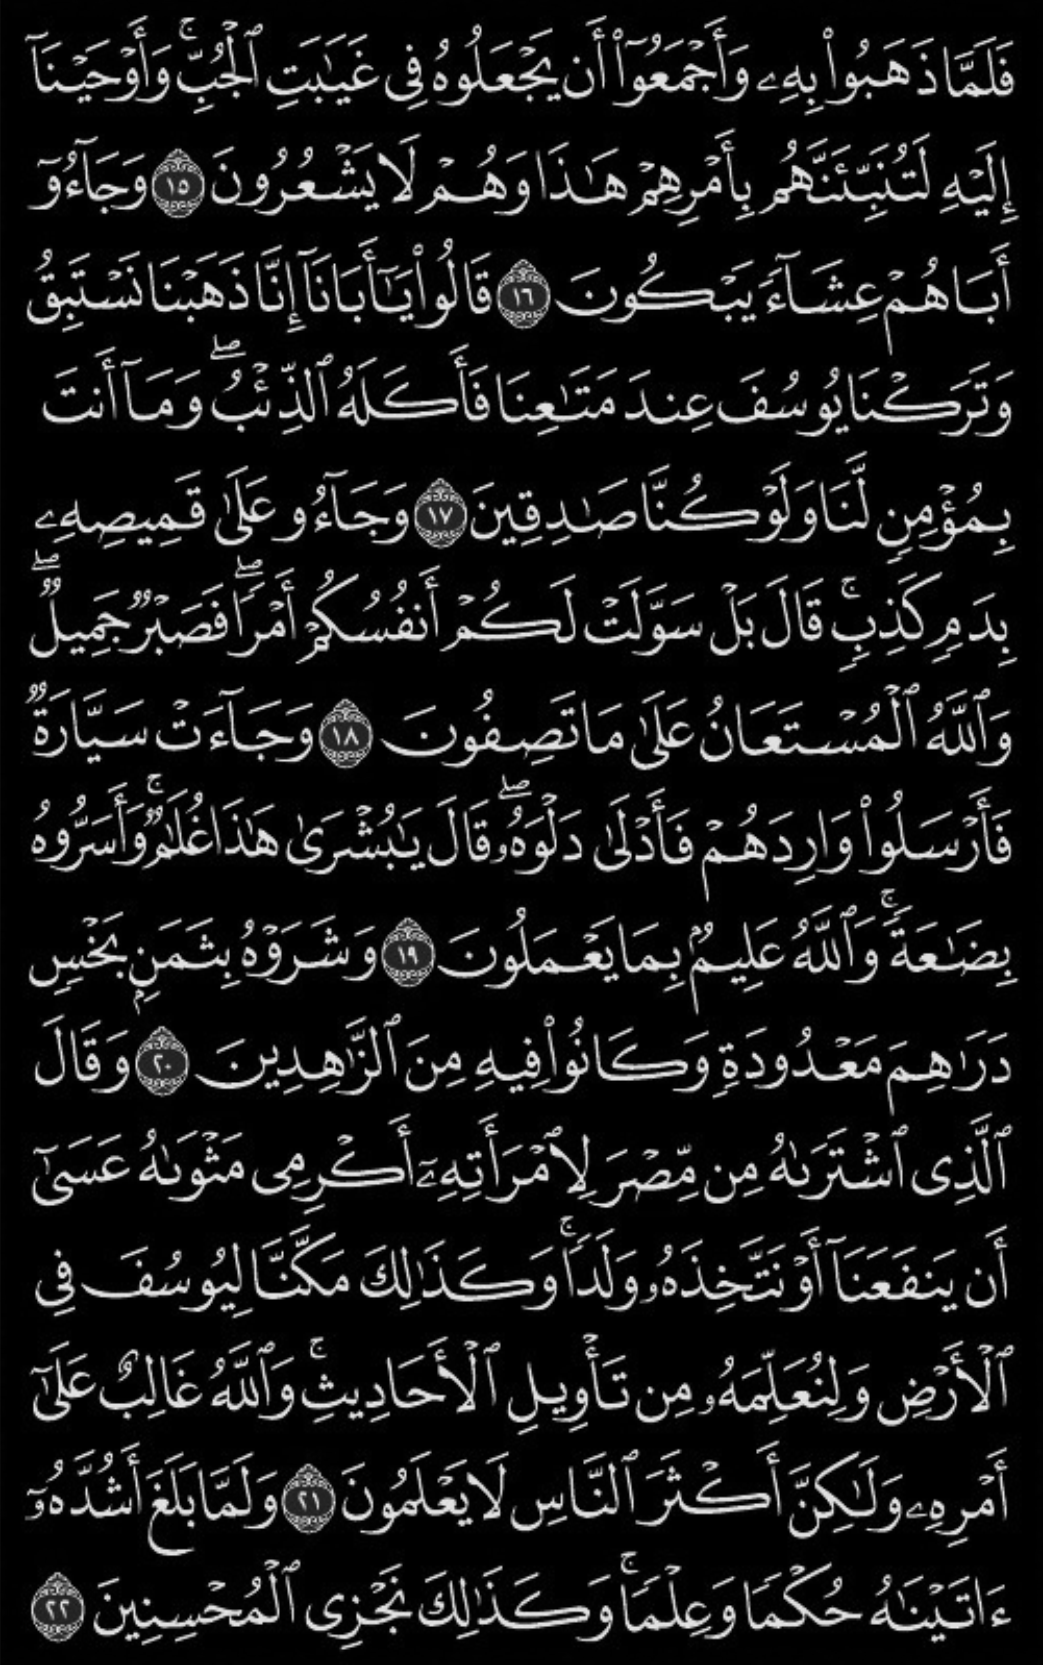 فَلَمَّا ذَهَبُوا۟ بِهِۦ وَأَجْمَعُوٓا۟ أَن يَجْعَلُوهُ فِى غَيَـٰبَتِ ٱلْجُبِّ ۚ وَأَوْحَيْنَآ
إِلَيْهِ لَتُنَبِّئَنَّهُم بِأَمْرِهِمْ هَـٰذَا وَهُمْ لَا يَشْعُرُونَ ١٥ وَجَآءُوٓ
أَبَاهُمْ عِشَآءً يَبْكُونَ ١٦ قَالُوا۟ يَـٰٓأَبَانَآ إِنَّا ذَهَبْنَا نَسْتَبِقُ
وَتَرَكْنَا يُوسُفَ عِندَ مَتَـٰعِنَا فَأَكَلَهُ ٱلذِّئْبُ ۖ وَمَآ أَنتَ
بِمُؤْمِنٍ لَّنَا وَلَوْ كُنَّا صَـٰدِقِينَ ١٧ وَجَآءُو عَلَىٰ قَمِيصِهِۦ
بِدَمٍ كَذِبٍ ۚ قَالَ بَلْ سَوَّلَتْ لَكُمْ أَنفُسُكُمْ أَمْرًا ۖ فَصَبْرٌ جَمِيلٌ ۖ
وَٱللَّهُ ٱلْمُسْتَعَانُ عَلَىٰ مَا تَصِفُونَ ١٨ وَجَآءَتْ سَيَّارَةٌ
فَأَرْسَلُوا۟ وَارِدَهُمْ فَأَدْلَىٰ دَلْوَهُۥ ۖ قَالَ يَـٰبُشْرَىٰ هَـٰذَا غُلَـٰمٌ ۚ وَأَسَرُّوهُ
بِضَـٰعَةً ۚ وَٱللَّهُ عَلِيمٌۢ بِمَا يَعْمَلُونَ ١٩ وَشَرَوْهُ بِثَمَنٍۭ بَخْسٍ
دَرَٰهِمَ مَعْدُودَةٍ وَكَانُوا۟ فِيهِ مِنَ ٱلزَّٰهِدِينَ ٢٠ وَقَالَ
ٱلَّذِى ٱشْتَرَىٰهُ مِن مِّصْرَ لِٱمْرَأَتِهِۦٓ أَكْرِمِى مَثْوَىٰهُ عَسَىٰٓ
أَن يَنفَعَنَآ أَوْ نَتَّخِذَهُۥ وَلَدًا ۚ وَكَذَٰلِكَ مَكَّنَّا لِيُوسُفَ فِى
ٱلْأَرْضِ وَلِنُعَلِّمَهُۥ مِن تَأْوِيلِ ٱلْأَحَادِيثِ ۚ وَٱللَّهُ غَالِبٌ عَلَىٰٓ
أَمْرِهِۦ وَلَـٰكِنَّ أَكْثَرَ ٱلنَّاسِ لَا يَعْلَمُونَ ٢١ وَلَمَّا بَلَغَ أَشُدَّهُۥٓ
ءَاتَيْنَـٰهُ حُكْمًا وَعِلْمًا ۚ وَكَذَٰلِكَ نَجْزِى ٱلْمُحْسِنِينَ ٢٢